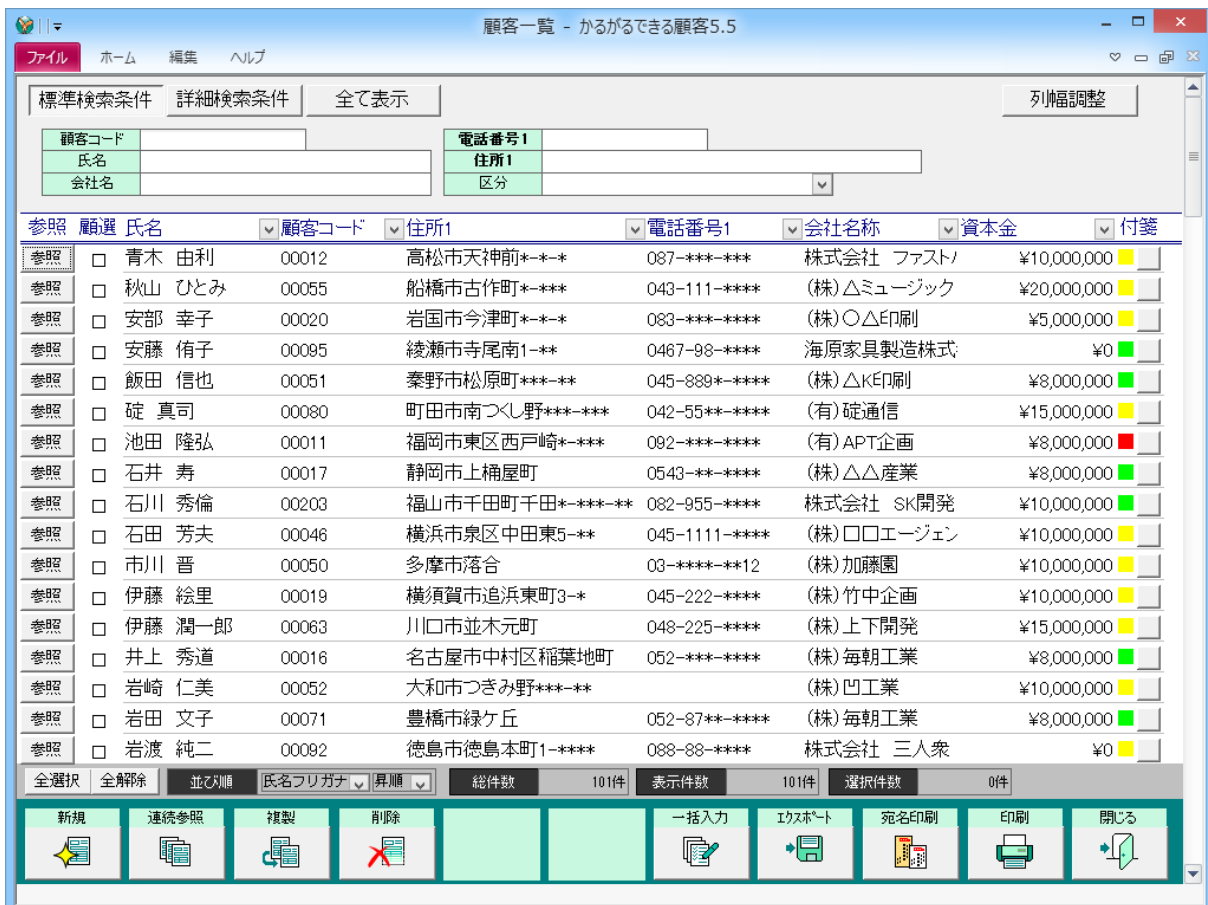 顧客一覧 - かるがるできる顧客5.5
ファイル ホーム 編集 ヘルプ
標準検索条件 詳細検索条件 全て表示 列幅調整
顧客コード 電話番号1
氏名 住所1
会社名 区分
参照 顧選 氏名 顧客コード 住所1 電話番号1 会社名称 資本金 付箋
参照 青木 由利 00012 高松市天神前*-*-* 087-***-*** 株式会社 ファスト ¥10,000,000
参照 秋山 ひとみ 00055 船橋市古作町*-*** 043-111-**** (株)△ミュージック ¥20,000,000
参照 安部 幸子 00020 岩国市今津町*-*-* 083-***-**** (株)○△印刷 ¥5,000,000
参照 安藤 侑子 00095 綾瀬市寺尾南1-** 0467-98-**** 海原家具製造株式 ¥0
参照 飯田 信也 00051 秦野市松原町***-** 045-889*-**** (株)△K印刷 ¥8,000,000
参照 碇 真司 00080 町田市南つくし野***-*** 042-55**-**** (有)碇通信 ¥15,000,000
参照 池田 隆弘 00011 福岡市東区西戸崎*-*** 092-***-**** (有)APT企画 ¥8,000,000
参照 石井 寿 00017 静岡市上桶屋町 0543-**-**** (株)△△産業 ¥8,000,000
参照 石川 秀倫 00203 福山市千田町千田*-***-** 082-955-**** 株式会社 SK開発 ¥10,000,000
参照 石田 芳夫 00046 横浜市泉区中田東5-** 045-1111-**** (株)□□エージェン ¥10,000,000
参照 市川 晋 00050 多摩市落合 03-****-**12 (株)加藤園 ¥10,000,000
参照 伊藤 絵里 00019 横須賀市追浜東町3-* 045-222-**** (株)竹中企画 ¥10,000,000
参照 伊藤 潤一郎 00063 川口市並木元町 048-225-**** (株)上下開発 ¥15,000,000
参照 井上 秀道 00016 名古屋市中村区稲葉地町 052-***-**** (株)毎朝工業 ¥8,000,000
参照 岩崎 仁美 00052 大和市つきみ野***-** (株)凹工業 ¥10,000,000
参照 岩田 文子 00071 豊橋市緑ケ丘 052-87**-**** (株)毎朝工業 ¥8,000,000
参照 岩渡 純二 00092 徳島市徳島本町1-**** 088-88-**** 株式会社 三人衆 ¥0
全選択 全解除 並び順 氏名フリガナ 昇順 総件数 101件 表示件数 101件 選択件数 0件
新規 連続参照 複製 削除 一括入力 エクスポート 宛名印刷 印刷 閉じる